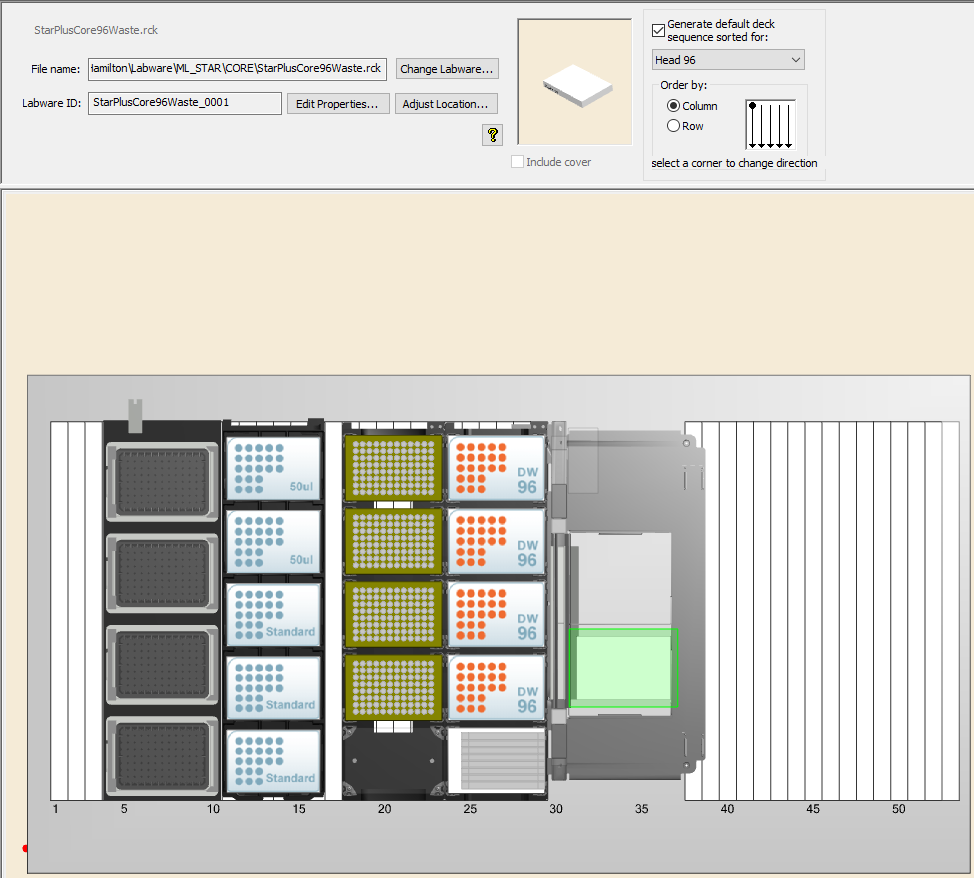 StarPlusCore96Waste.rck
Generate default deck
sequence sorted for:
File name:
Hamilton\Labware\ML_STAR\CORE\StarPlusCore96Waste.rck
Change Labware...
Head 96
Labware ID:
StarPlusCore96Waste_0001
Edit Properties...
Adjust Location...
Order by:
Column
Row
?
Include cover
select a corner to change direction
50ul
DW
96
50ul
DW
96
Standard
DW
96
Standard
DW
96
Standard
1 5 10 15 20 25 30 35 40 45 50